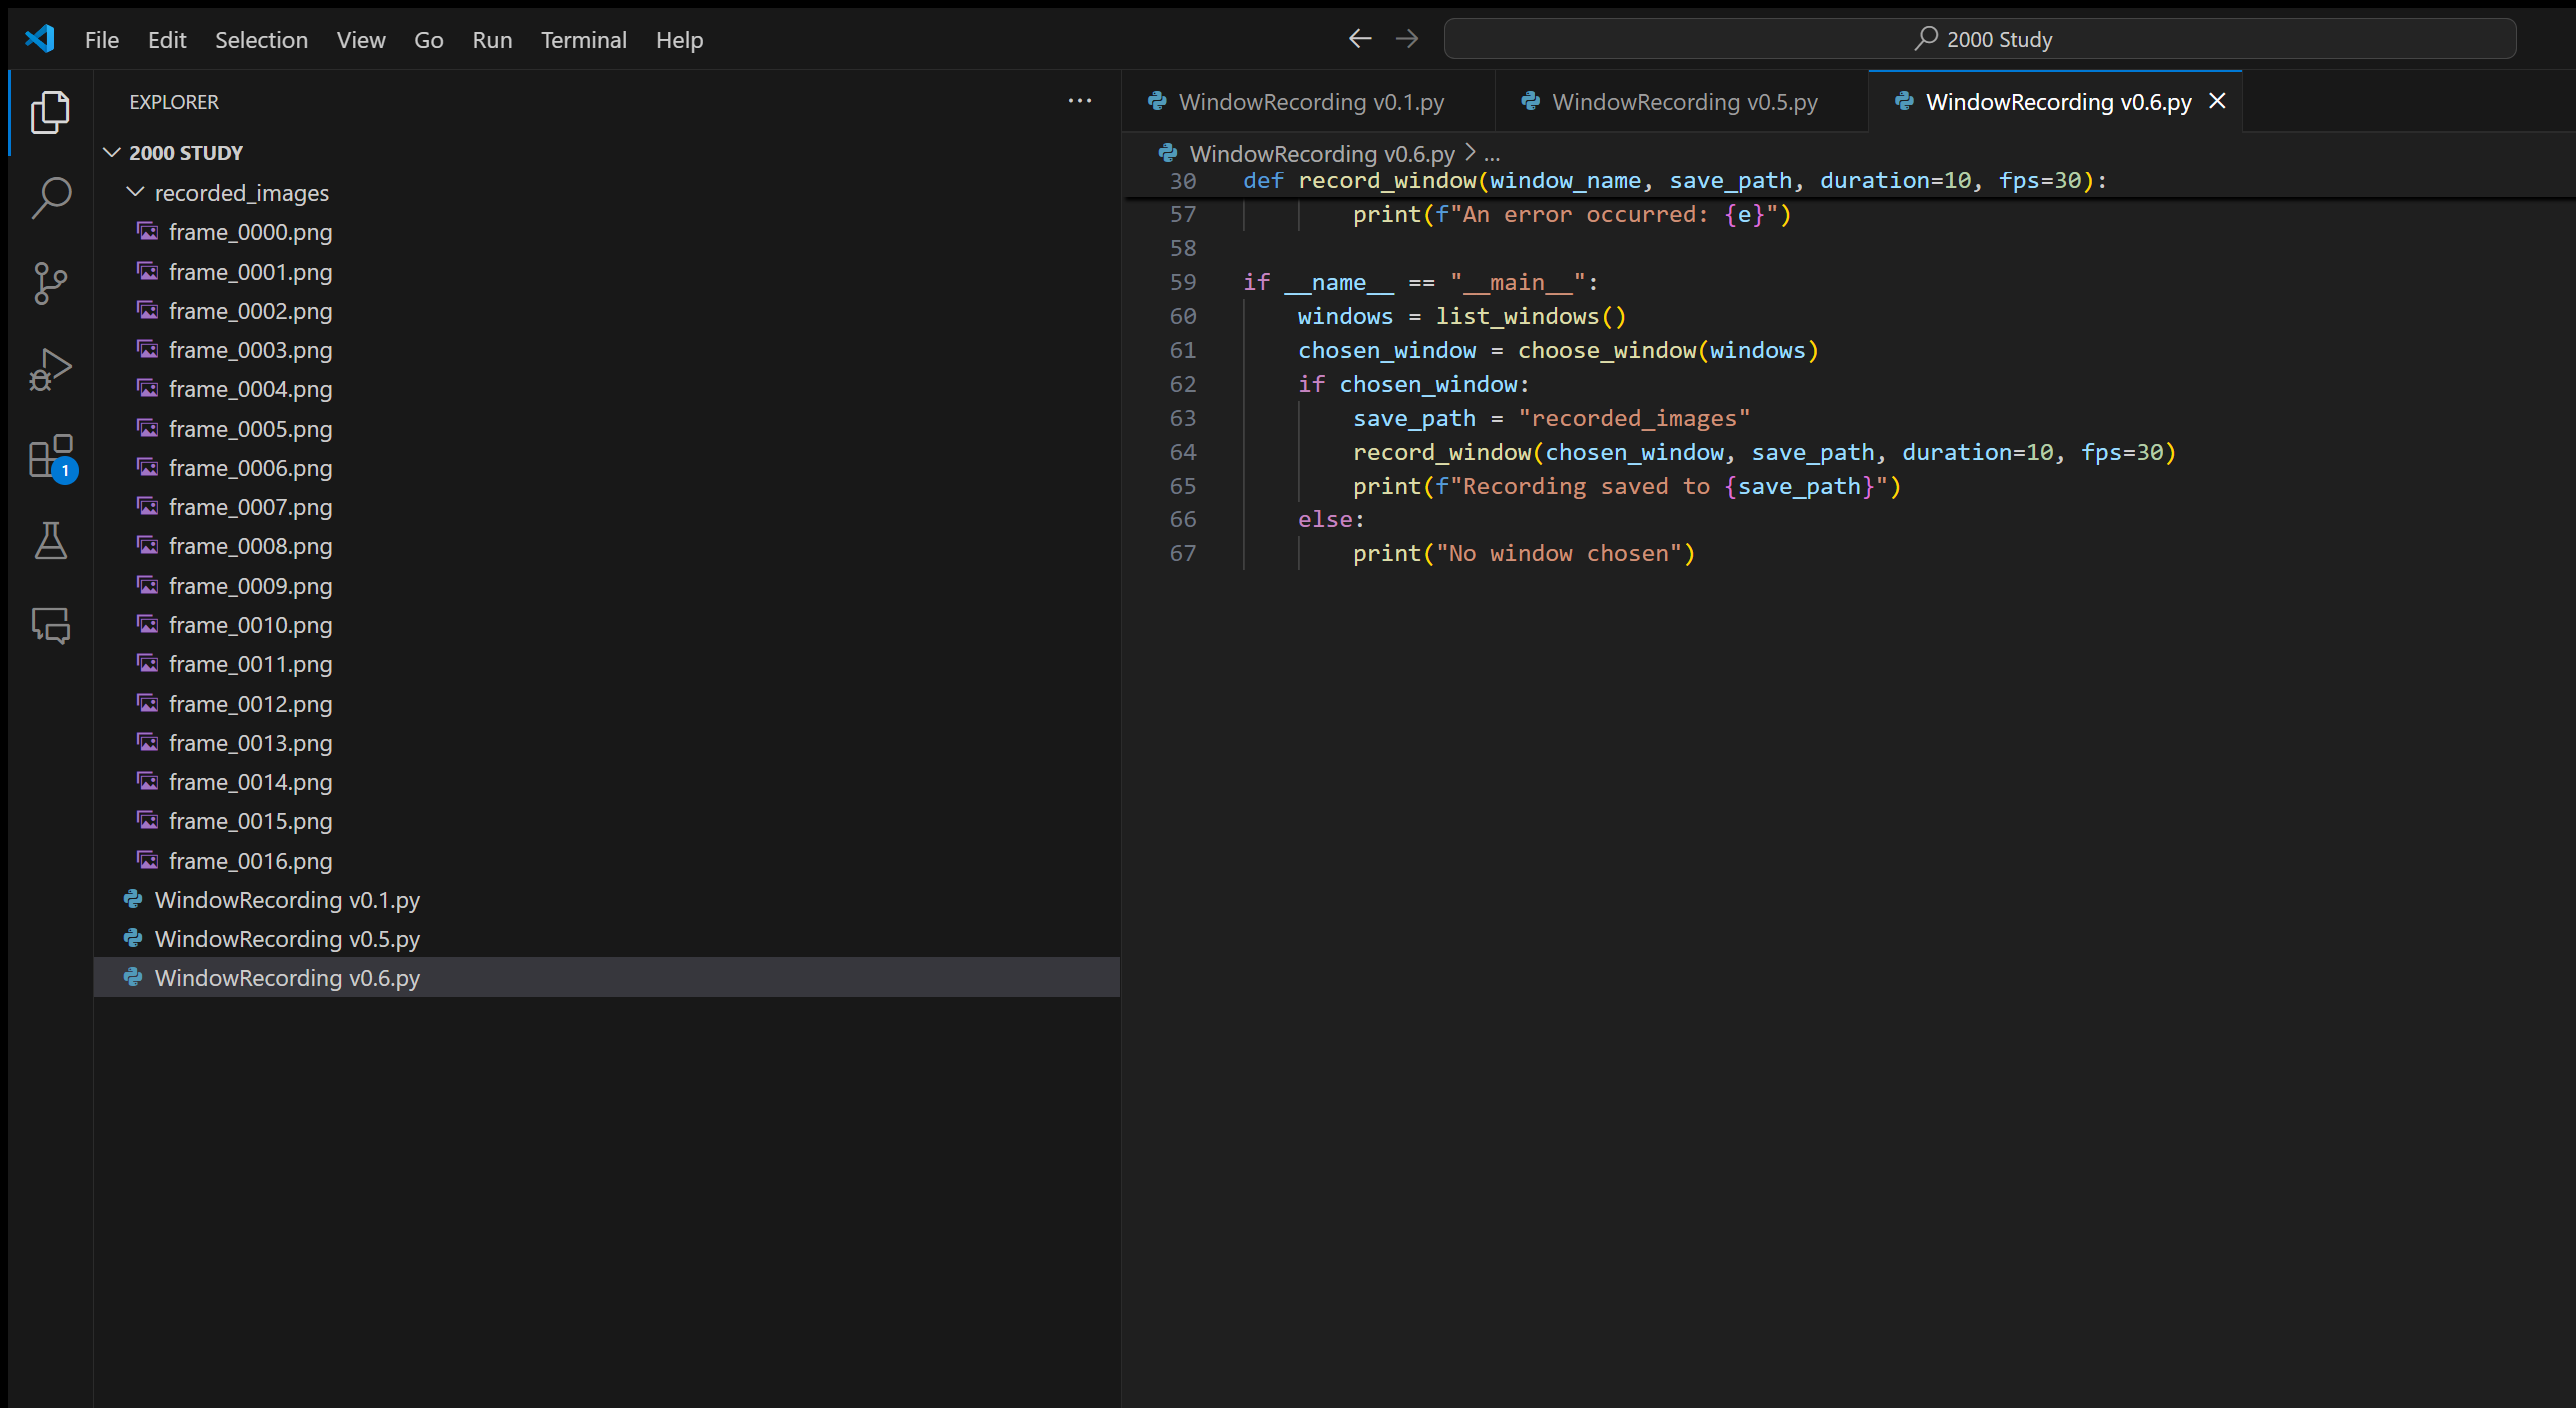 File Edit Selection View Go Run Terminal Help
2000 Study
EXPLORER
2000 STUDY
recorded_images
frame_0000.png
frame_0001.png
frame_0002.png
frame_0003.png
frame_0004.png
frame_0005.png
frame_0006.png
frame_0007.png
frame_0008.png
frame_0009.png
frame_0010.png
frame_0011.png
frame_0012.png
frame_0013.png
frame_0014.png
frame_0015.png
frame_0016.png
WindowRecording v0.1.py
WindowRecording v0.5.py
WindowRecording v0.6.py
1
WindowRecording v0.1.py WindowRecording v0.5.py WindowRecording v0.6.py
WindowRecording v0.6.py > ...
30 def record_window(window_name, save_path, duration=10, fps=30):
57 print(f"An error occurred: {e}")
58
59 if __name__ == "__main__":
60 windows = list_windows()
61 chosen_window = choose_window(windows)
62 if chosen_window:
63 save_path = "recorded_images"
64 record_window(chosen_window, save_path, duration=10, fps=30)
65 print(f"Recording saved to {save_path}")
66 else:
67 print("No window chosen")